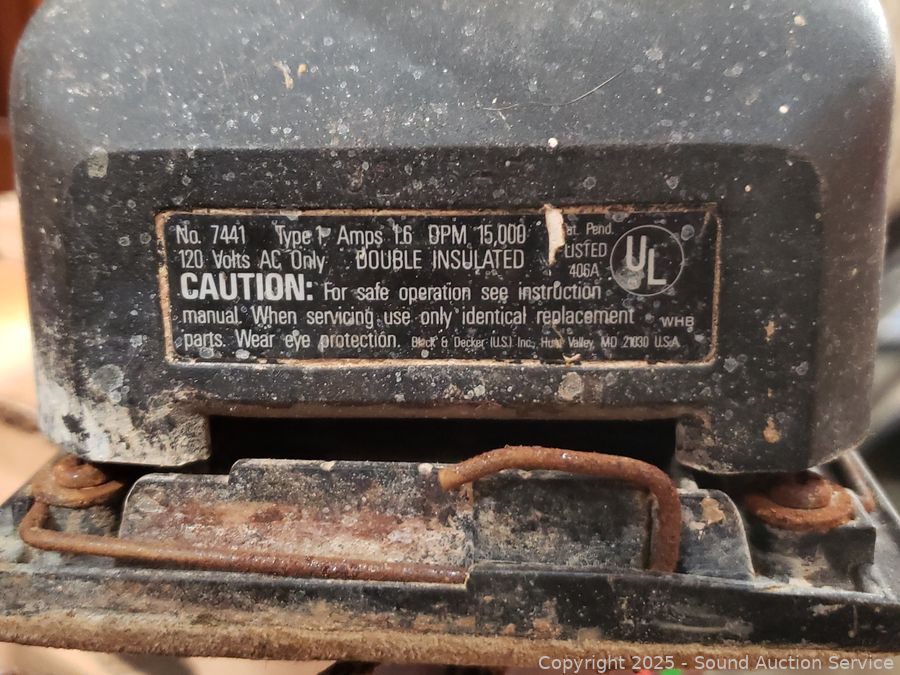 No. 7441 Type 1 Amps 1.6 OPM 15,000
120 Volts AC Only DOUBLE INSULATED
CAUTION: For safe operation see instruction
manual. When servicing use only identical replacement
parts. Wear eye protection. Black & Decker (U.S.) Inc., Hunt Valley, MD 21030 U.S.A.
Pend.
LISTED
406A
UL
WHB
Copyright 2025 - Sound Auction Service